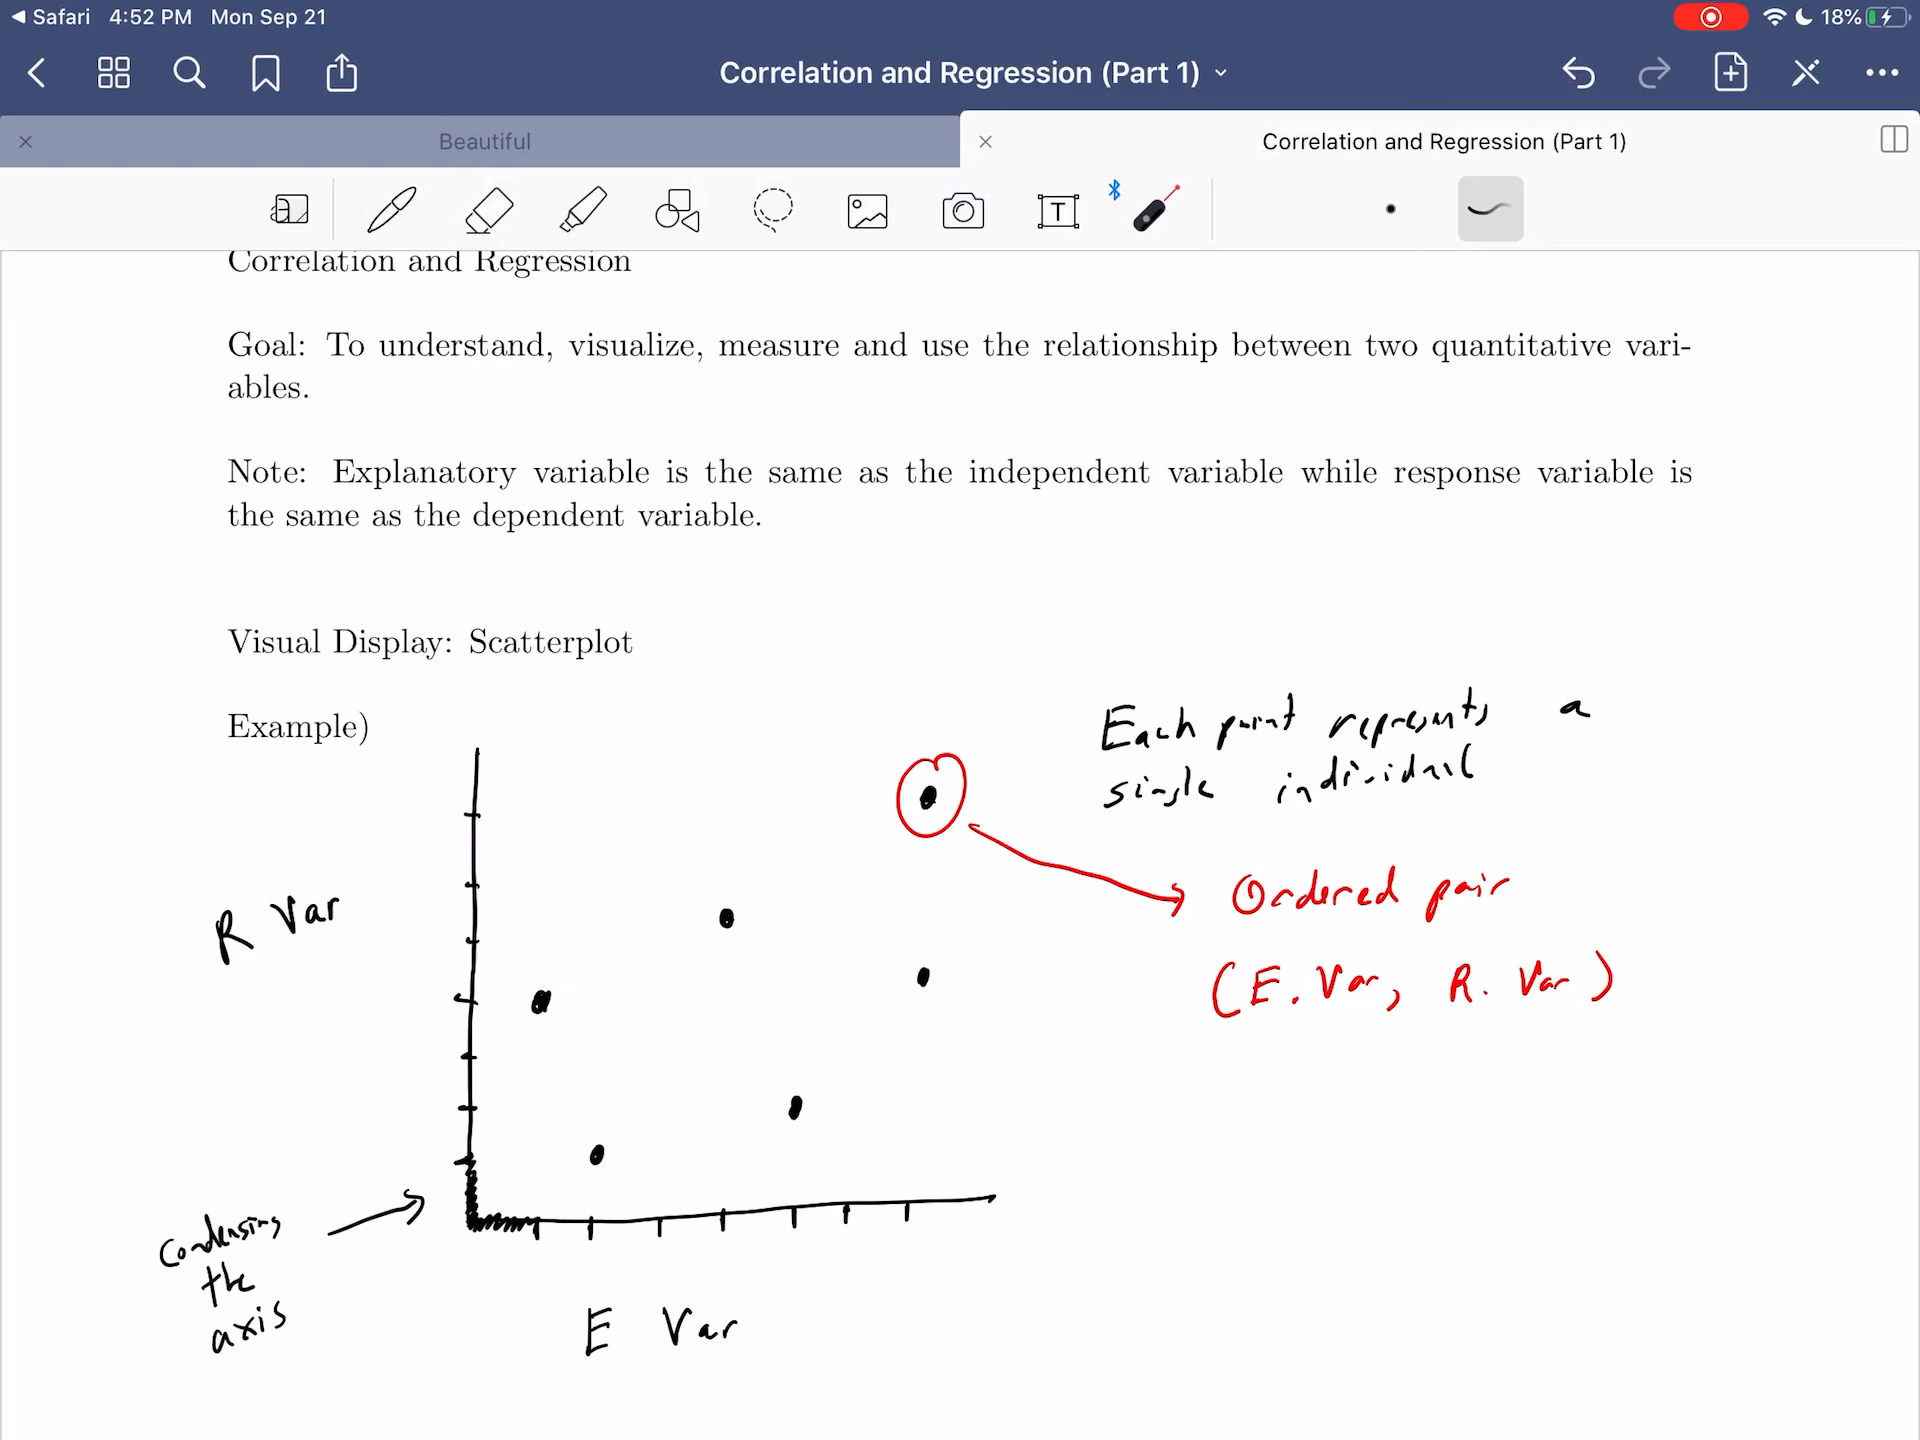 Safari 4:52 PM Mon Sep 21
18%
Correlation and Regression (Part 1)
Beautiful
Correlation and Regression (Part 1)
a
T
Correlation and Regression
Goal: To understand, visualize, measure and use the relationship between two quantitative vari-
ables.
Note: Explanatory variable is the same as the independent variable while response variable is
the same as the dependent variable.
Visual Display: Scatterplot
Example)
Each point represents a
single individual
Ordered pair
(E. Var, R. Var)
R Var
Condensing
the
axis
E Var